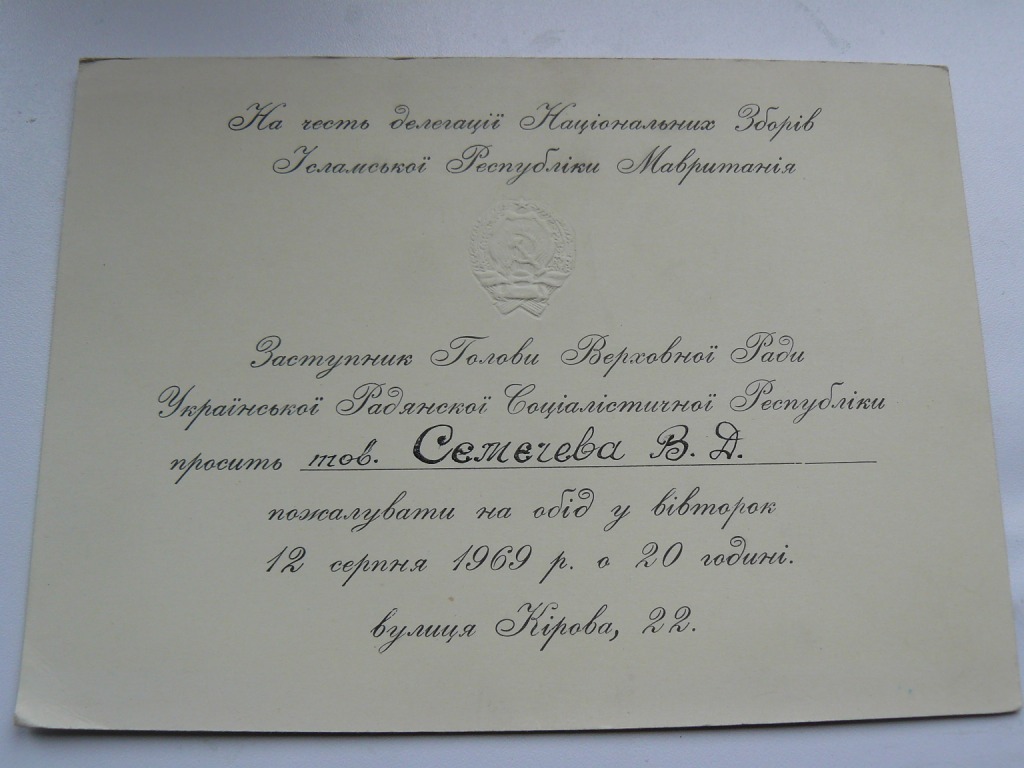 На честь делегації Національних Зборів
Ісламської Республіки Мавританія
Заступник Голови Верховної Ради
Української Радянскої Соціалістичної Республіки
просить тов. Семечева В. Д.
пожалувати на обід у вівторок
12 серпня 1969 р. о 20 годині.
вулиця Кірова, 22.